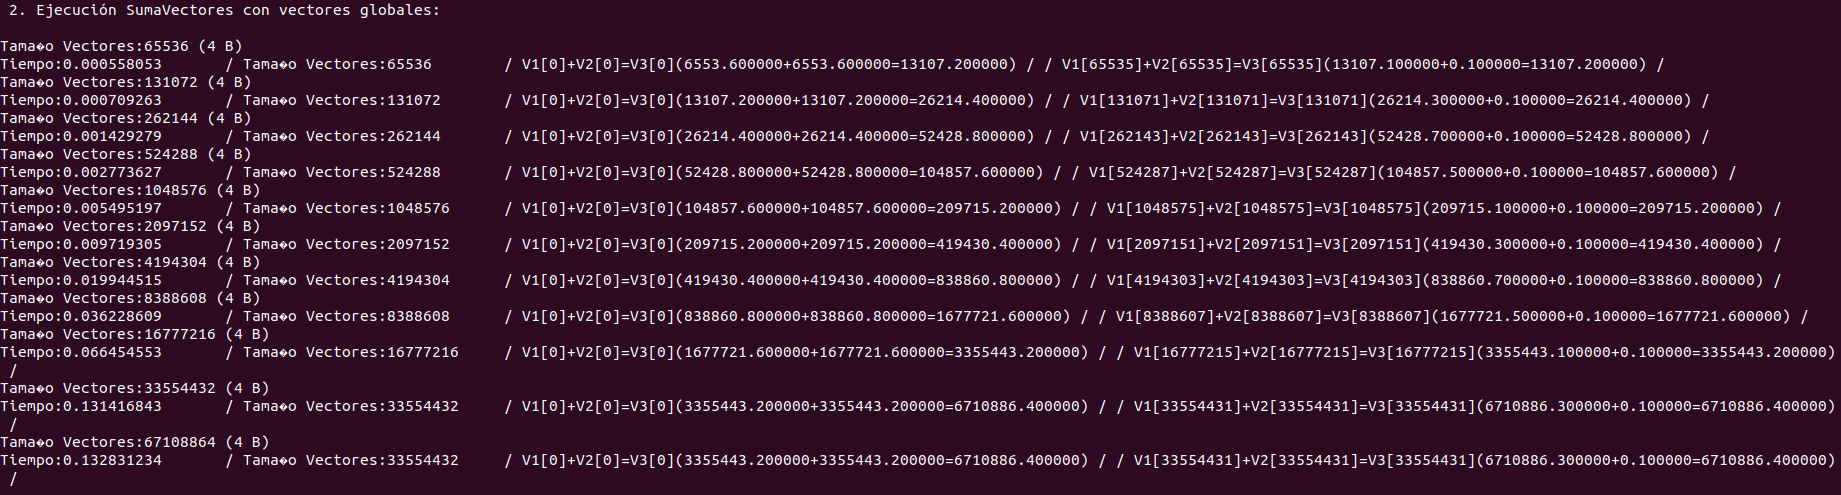 2. Ejecución SumaVectores con vectores globales:
Tama�o Vectores:65536 (4 B)
Tiempo:0.000558053 / Tama�o Vectores:65536 / V1[0]+V2[0]=V3[0](6553.600000+6553.600000=13107.200000) / / V1[65535]+V2[65535]=V3[65535](13107.100000+0.100000=13107.200000) /
Tama�o Vectores:131072 (4 B)
Tiempo:0.000709263 / Tama�o Vectores:131072 / V1[0]+V2[0]=V3[0](13107.200000+13107.200000=26214.400000) / / V1[131071]+V2[131071]=V3[131071](26214.300000+0.100000=26214.400000) /
Tama�o Vectores:262144 (4 B)
Tiempo:0.001429279 / Tama�o Vectores:262144 / V1[0]+V2[0]=V3[0](26214.400000+26214.400000=52428.800000) / / V1[262143]+V2[262143]=V3[262143](52428.700000+0.100000=52428.800000) /
Tama�o Vectores:524288 (4 B)
Tiempo:0.002773627 / Tama�o Vectores:524288 / V1[0]+V2[0]=V3[0](52428.800000+52428.800000=104857.600000) / / V1[524287]+V2[524287]=V3[524287](104857.500000+0.100000=104857.600000) /
Tama�o Vectores:1048576 (4 B)
Tiempo:0.005495197 / Tama�o Vectores:1048576 / V1[0]+V2[0]=V3[0](104857.600000+104857.600000=209715.200000) / / V1[1048575]+V2[1048575]=V3[1048575](209715.100000+0.100000=209715.200000) /
Tama�o Vectores:2097152 (4 B)
Tiempo:0.009719305 / Tama�o Vectores:2097152 / V1[0]+V2[0]=V3[0](209715.200000+209715.200000=419430.400000) / / V1[2097151]+V2[2097151]=V3[2097151](419430.300000+0.100000=419430.400000) /
Tama�o Vectores:4194304 (4 B)
Tiempo:0.019944515 / Tama�o Vectores:4194304 / V1[0]+V2[0]=V3[0](419430.400000+419430.400000=838860.800000) / / V1[4194303]+V2[4194303]=V3[4194303](838860.700000+0.100000=838860.800000) /
Tama�o Vectores:8388608 (4 B)
Tiempo:0.036228609 / Tama�o Vectores:8388608 / V1[0]+V2[0]=V3[0](838860.800000+838860.800000=1677721.600000) / / V1[8388607]+V2[8388607]=V3[8388607](1677721.500000+0.100000=1677721.600000) /
Tama�o Vectores:16777216 (4 B)
Tiempo:0.066454553 / Tama�o Vectores:16777216 / V1[0]+V2[0]=V3[0](1677721.600000+1677721.600000=3355443.200000) / / V1[16777215]+V2[16777215]=V3[16777215](3355443.100000+0.100000=3355443.200000)
/
Tama�o Vectores:33554432 (4 B)
Tiempo:0.131416843 / Tama�o Vectores:33554432 / V1[0]+V2[0]=V3[0](3355443.200000+3355443.200000=6710886.400000) / / V1[33554431]+V2[33554431]=V3[33554431](6710886.300000+0.100000=6710886.400000)
/
Tama�o Vectores:67108864 (4 B)
Tiempo:0.132831234 / Tama�o Vectores:33554432 / V1[0]+V2[0]=V3[0](3355443.200000+3355443.200000=6710886.400000) / / V1[33554431]+V2[33554431]=V3[33554431](6710886.300000+0.100000=6710886.400000)
/